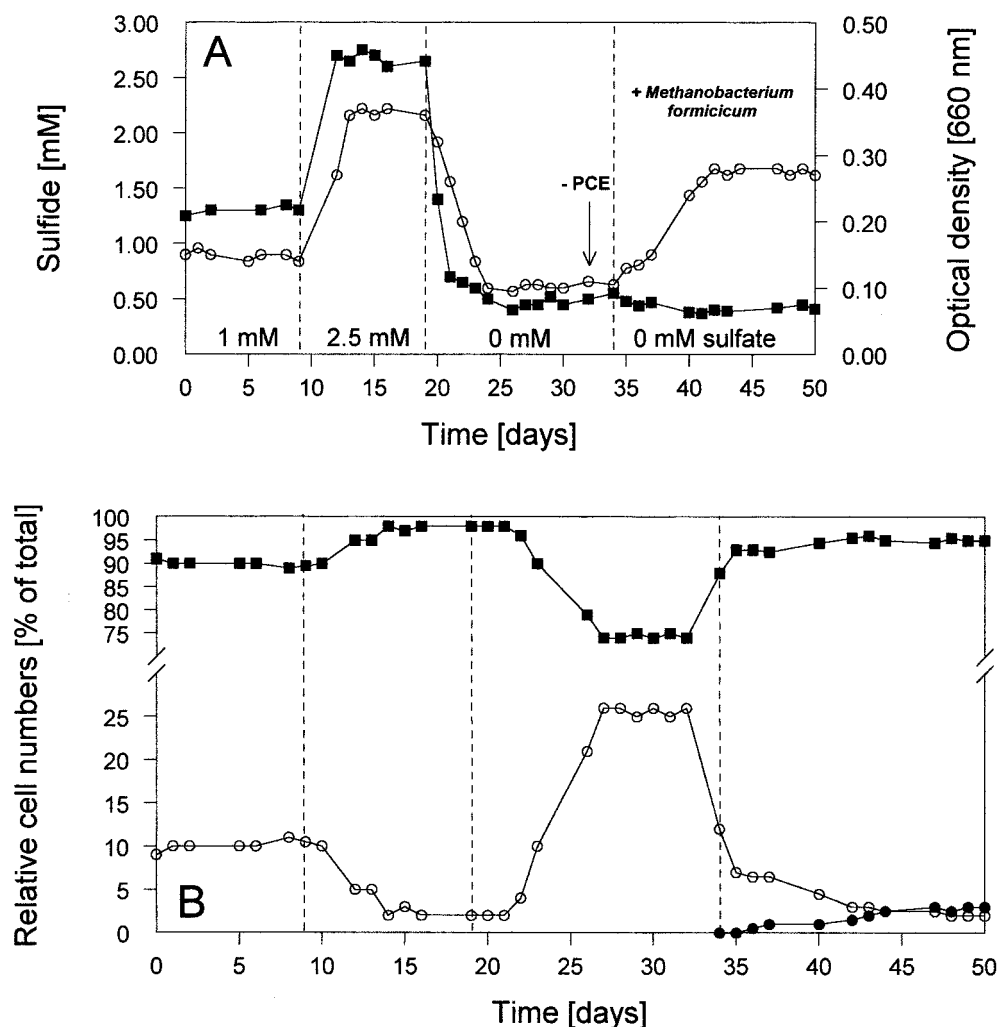 A
Sulfide [mM]
3.00
2.50
2.00
1.50
1.00
0.50
0.00
Optical density [660 nm]
0.50
0.40
0.30
0.20
0.10
0.00
+ Methanobacterium
formicicum
- PCE
1 mM
2.5 mM
0 mM
0 mM sulfate
0 5 10 15 20 25 30 35 40 45 50
Time [days]
Relative cell numbers [% of total]
100
95
90
85
80
75
25
20
15
10
5
0
B
0 5 10 15 20 25 30 35 40 45 50
Time [days]